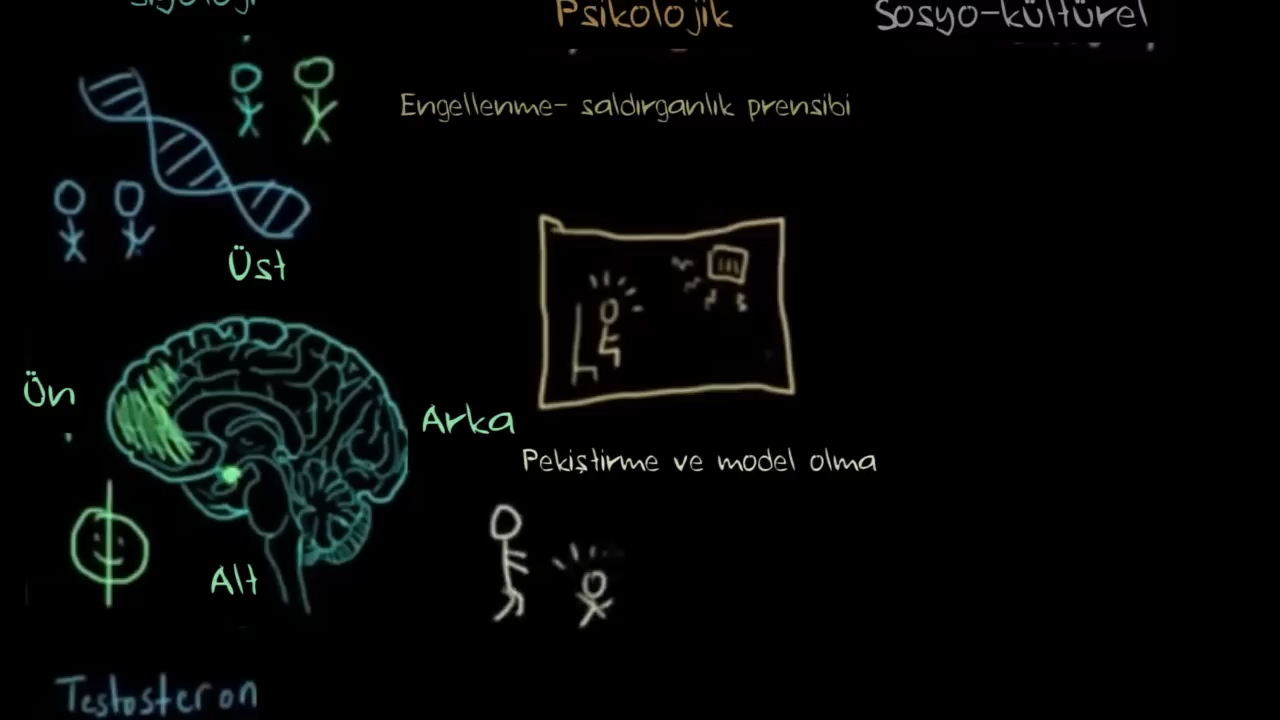 Psikolojik
Sosyo-kültürel
Engellenme- saldırganlık prensibi
Üst
Ön
Arka
Pekiştirme ve model olma
Alt
Testosteron